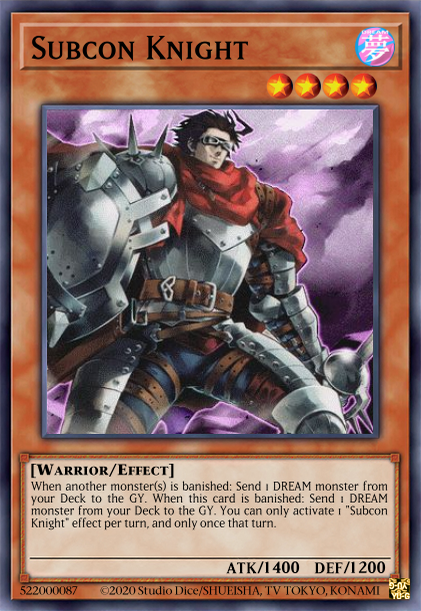 Subcon Knight
DREAM
夢
[Warrior/Effect]
When another monster(s) is banished: Send 1 DREAM monster from
your Deck to the GY. When this card is banished: Send 1 DREAM
monster from your Deck to the GY. You can only activate 1 "Subcon
Knight" effect per turn, and only once that turn.
ATK/1400 DEF/1200
522000087 ©2020 Studio Dice/SHUEISHA, TV TOKYO, KONAMI